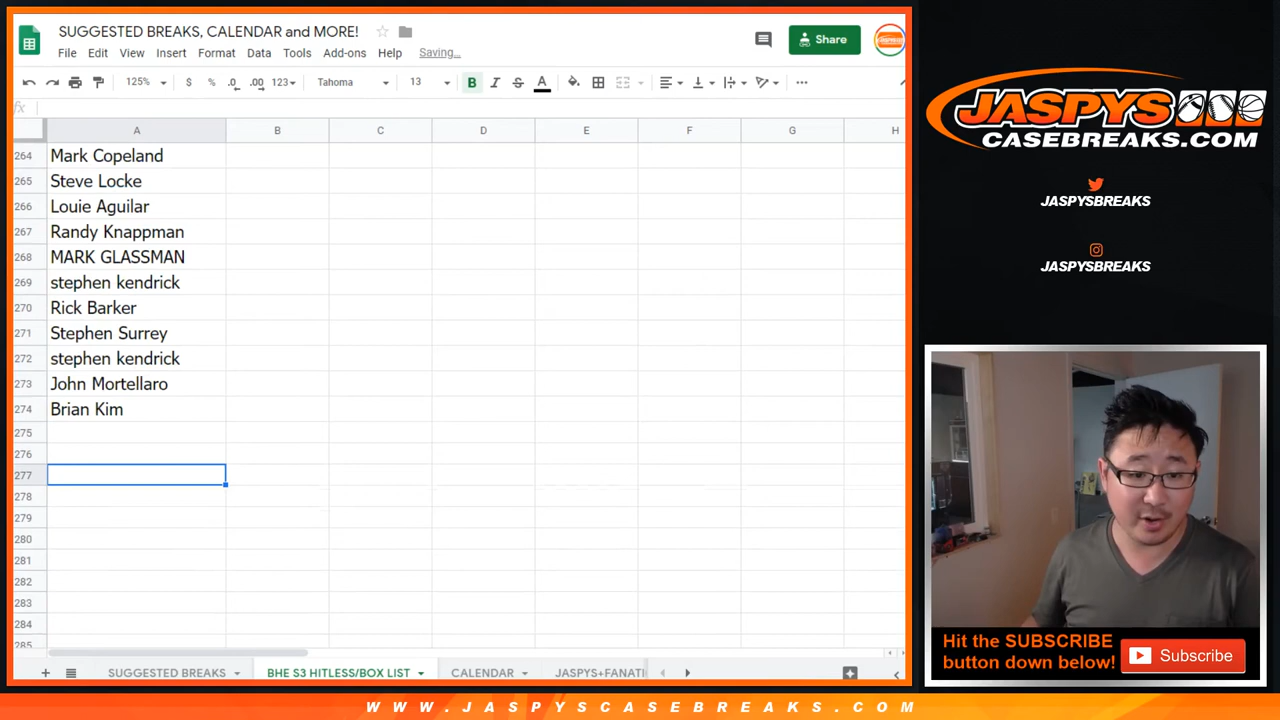 SUGGESTED BREAKS, CALENDAR and MORE!
File Edit View Insert Format Data Tools Add-ons Help Saving...
Share
125% $ % .0 .00 123 Tahoma 13 B I S A
fx
A B C D E F G H
264 Mark Copeland
265 Steve Locke
266 Louie Aguilar
267 Randy Knappman
268 MARK GLASSMAN
269 stephen kendrick
270 Rick Barker
271 Stephen Surrey
272 stephen kendrick
273 John Mortellaro
274 Brian Kim
275
276
277
278
279
280
281
282
283
284
285
SUGGESTED BREAKS BHE S3 HITLESS/BOX LIST CALENDAR JASPYS+FANATI
JASPYS
CASEBREAKS.COM
JASPYSBREAKS
JASPYSBREAKS
Hit the SUBSCRIBE
button down below!
Subscribe
WWW.JASPYSCASEBREAKS.COM